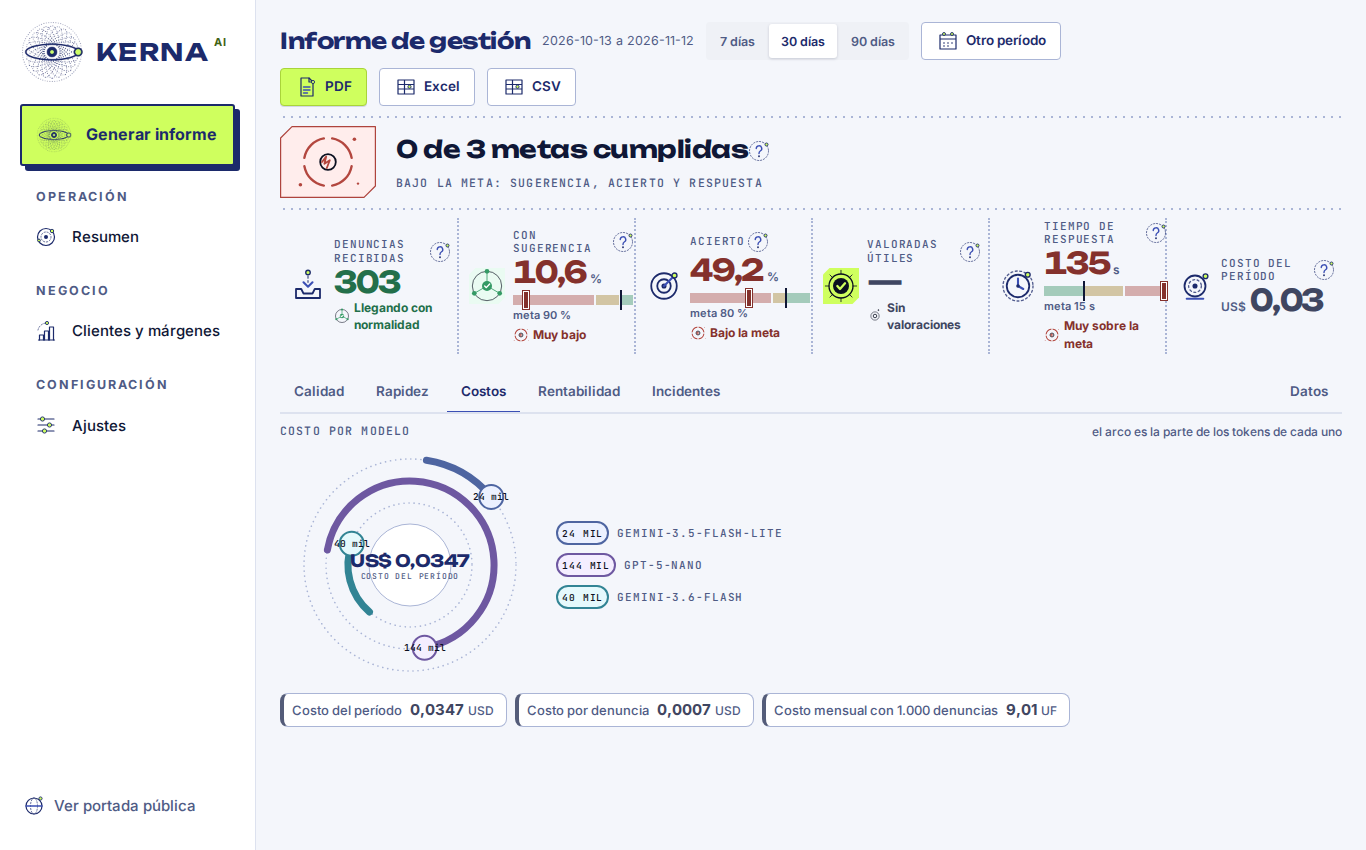 KERNA AI
Generar informe
OPERACIÓN
Resumen
NEGOCIO
Clientes y márgenes
CONFIGURACIÓN
Ajustes
Ver portada pública
Informe de gestión 2026-10-13 a 2026-11-12 7 días 30 días 90 días Otro período
PDF Excel CSV
0 de 3 metas cumplidas ?
BAJO LA META: SUGERENCIA, ACIERTO Y RESPUESTA
DENUNCIAS
RECIBIDAS ?
303
Llegando con
normalidad
CON
SUGERENCIA ?
10,6 %
meta 90 %
Muy bajo
ACIERTO ?
49,2 %
meta 80 %
Bajo la meta
VALORADAS
ÚTILES ?
—
Sin
valoraciones
TIEMPO DE
RESPUESTA ?
135 s
meta 15 s
Muy sobre la
meta
COSTO DEL
PERÍODO ?
US$ 0,03
Calidad Rapidez Costos Rentabilidad Incidentes Datos
COSTO POR MODELO el arco es la parte de los tokens de cada uno
24 mil
40 mil
US$ 0,0347
COSTO DEL PERÍODO
144 mil
24 MIL GEMINI-3.5-FLASH-LITE
144 MIL GPT-5-NANO
40 MIL GEMINI-3.6-FLASH
Costo del período 0,0347 USD Costo por denuncia 0,0007 USD Costo mensual con 1.000 denuncias 9,01 UF